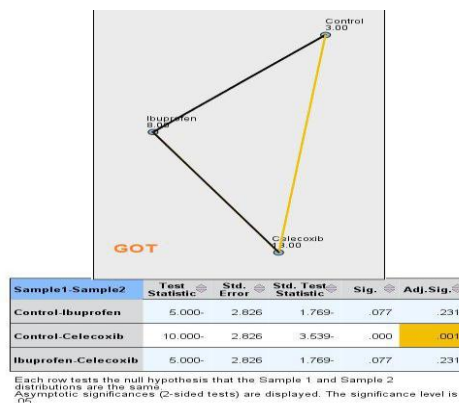 Control
3.00
Ibuprofen
8.00
Celecoxib
13.00
GOT
Sample1-Sample2 Test Statistic Std. Error Std. Test Statistic Sig. Adj.Sig.
Control-Ibuprofen 5.000- 2.826 1.769- .077 .231
Control-Celecoxib 10.000- 2.826 3.539- .000 .001
Ibuprofen-Celecoxib 5.000- 2.826 1.769- .077 .231
Each row tests the null hypothesis that the Sample 1 and Sample 2
distributions are the same.
Asymptotic significances (2-sided tests) are displayed. The significance level is
.05